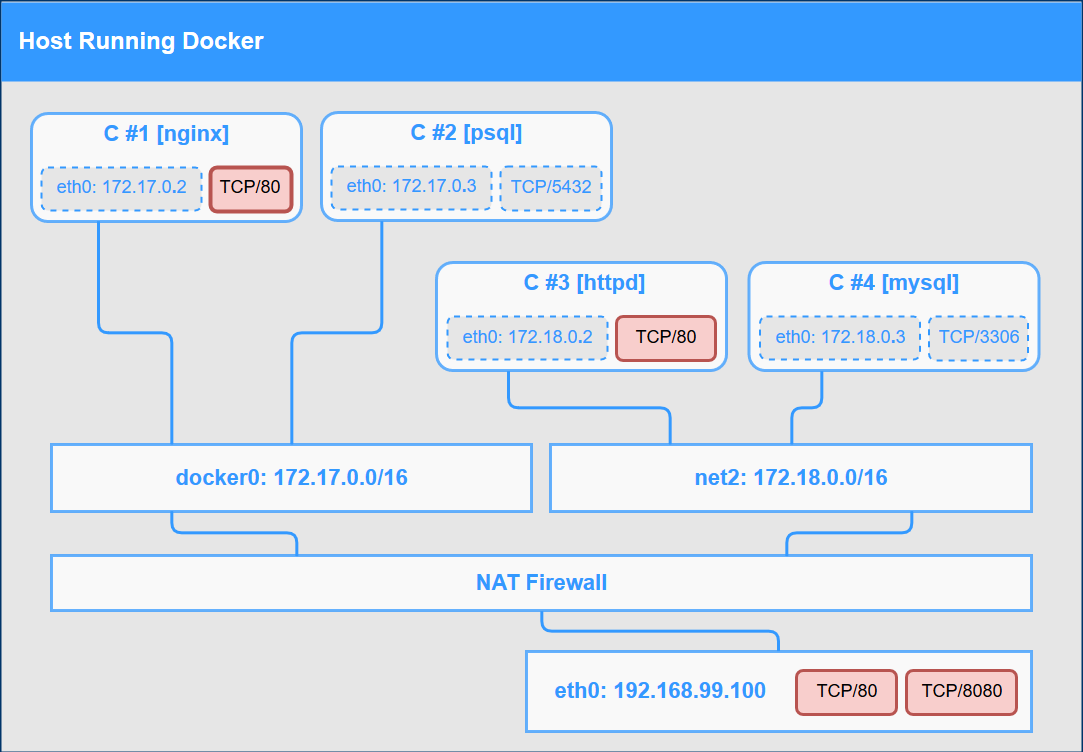 Host Running Docker
C #1 [nginx]
eth0: 172.17.0.2
TCP/80
C #2 [psql]
eth0: 172.17.0.3
TCP/5432
C #3 [httpd]
eth0: 172.18.0.2
TCP/80
C #4 [mysql]
eth0: 172.18.0.3
TCP/3306
docker0: 172.17.0.0/16
net2: 172.18.0.0/16
NAT Firewall
eth0: 192.168.99.100
TCP/80
TCP/8080